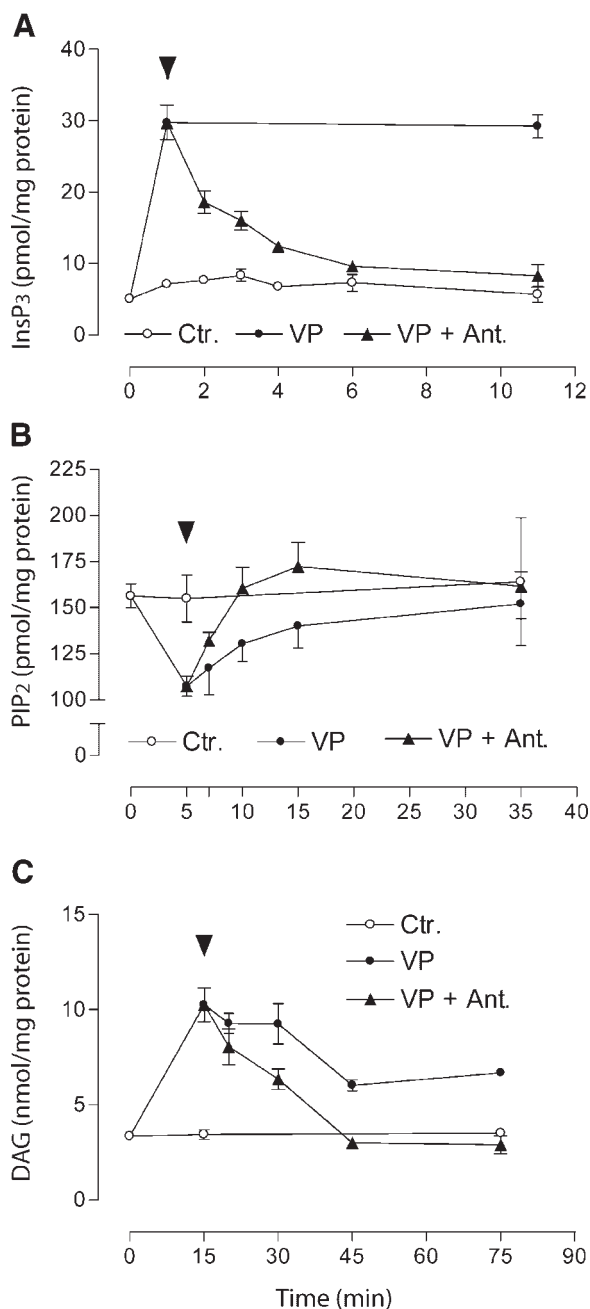 A
InsP3 (pmol/mg protein)
40
30
20
10
0
Ctr. VP VP + Ant.
0 2 4 6 8 10 12
B
PIP2 (pmol/mg protein)
225
200
175
150
125
100
0
Ctr. VP VP + Ant.
0 5 10 15 20 25 30 35 40
C
DAG (nmol/mg protein)
15
10
5
0
Ctr.
VP
VP + Ant.
0 15 30 45 60 75 90
Time (min)